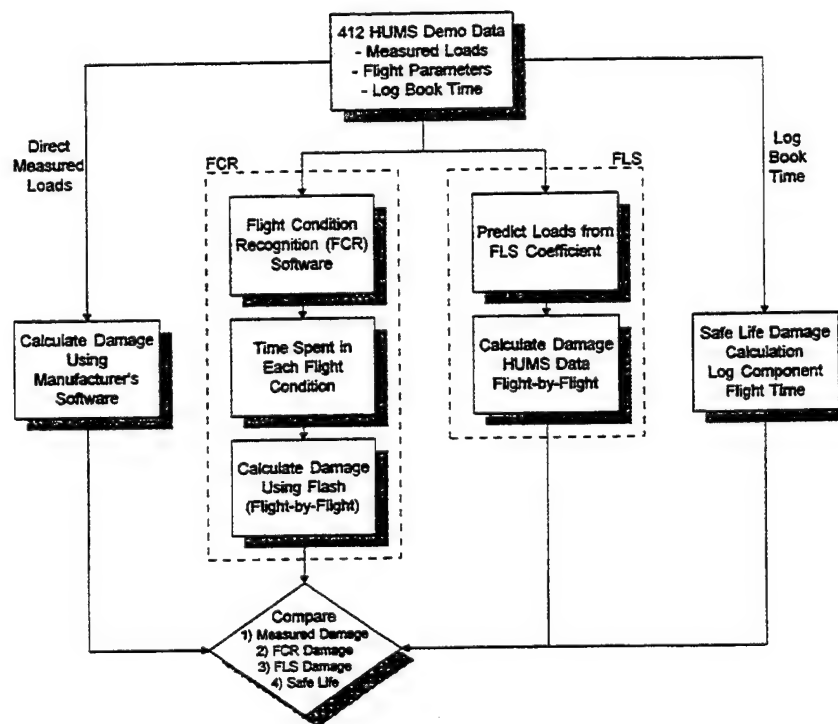 412 HUMS Demo Data
- Measured Loads
- Flight Parameters
- Log Book Time
Direct
Measured
Loads
FCR
FLS
Log
Book
Time
Flight Condition
Recognition (FCR)
Software
Predict Loads from
FLS Coefficient
Calculate Damage
Using
Manufacturer's
Software
Time Spent in
Each Flight
Condition
Calculate Damage
HUMS Data
Flight-by-Flight
Safe Life Damage
Calculation
Log Component
Flight Time
Calculate Damage
Using Flash
(Flight-by-Flight)
Compare
1) Measured Damage
2) FCR Damage
3) FLS Damage
4) Safe Life